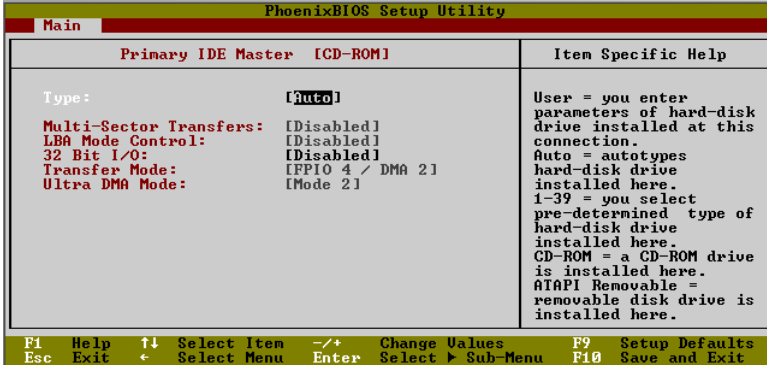 PhoenixBIOS Setup Utility
Main
Primary IDE Master [CD-ROM]
Item Specific Help
Type: [Auto]
Multi-Sector Transfers: [Disabled]
LBA Mode Control: [Disabled]
32 Bit I/O: [Disabled]
Transfer Mode: [FPIO 4 / DMA 2]
Ultra DMA Mode: [Mode 2]
User = you enter
parameters of hard-disk
drive installed at this
connection.
Auto = autotypes
hard-disk drive
installed here.
1-39 = you select
pre-determined type of
hard-disk drive
installed here.
CD-ROM = a CD-ROM drive
is installed here.
ATAPI Removable =
removable disk drive is
installed here.
F1 Help ↑↓ Select Item -/+ Change Values F9 Setup Defaults
Esc Exit ← Select Menu Enter Select ▶ Sub-Menu F10 Save and Exit